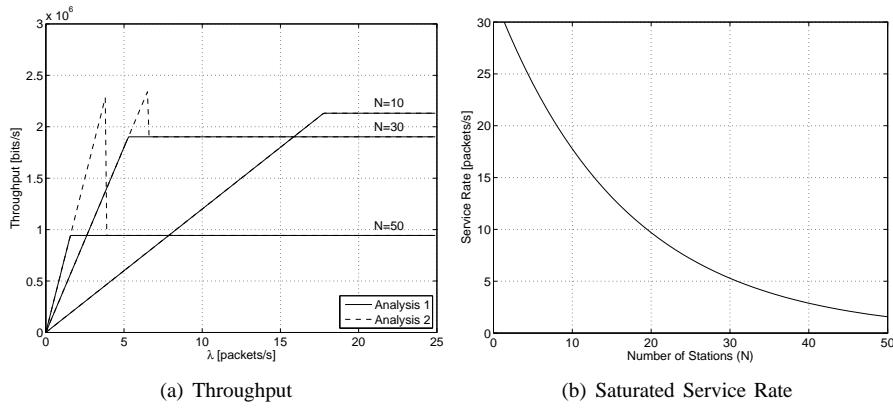 x 10⁶
3
2.5
2
1.5
1
0.5
0
0 5 10 15 20 25
Throughput [bits/s]
λ [packets/s]
N=10
N=30
N=50
Analysis 1
Analysis 2
(a) Throughput
30
25
20
15
10
5
0
0 10 20 30 40 50
Service Rate [packets/s]
Number of Stations (N)
(b) Saturated Service Rate